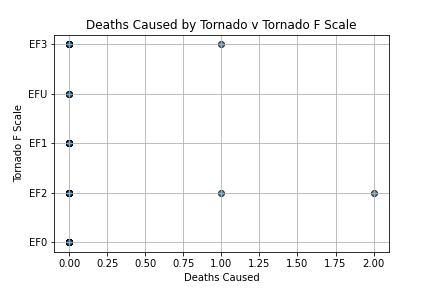 Deaths Caused by Tornado v Tornado F Scale
EF3
EFU
EF1
EF2
EF0
Tornado F Scale
0.00 0.25 0.50 0.75 1.00 1.25 1.50 1.75 2.00
Deaths Caused